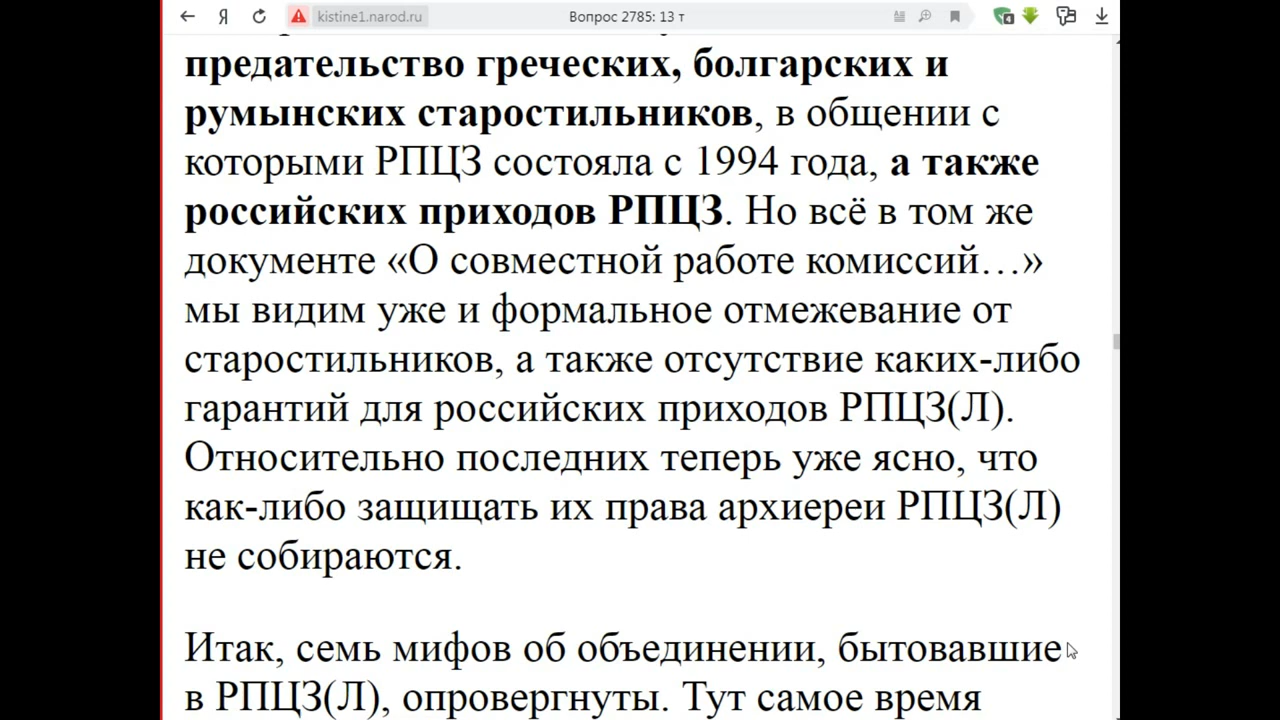 Я
kistine1.narod.ru
Вопрос 2785: 13 т
предательство греческих, болгарских и
румынских старостильников, в общении с
которыми РПЦЗ состояла с 1994 года, а также
российских приходов РПЦЗ. Но всё в том же
документе «О совместной работе комиссий…»
мы видим уже и формальное отмежевание от
старостильников, а также отсутствие каких-либо
гарантий для российских приходов РПЦЗ(Л).
Относительно последних теперь уже ясно, что
как-либо защищать их права архиереи РПЦЗ(Л)
не собираются.
Итак, семь мифов об объединении, бытовавшие
в РПЦЗ(Л), опровергнуты. Тут самое время